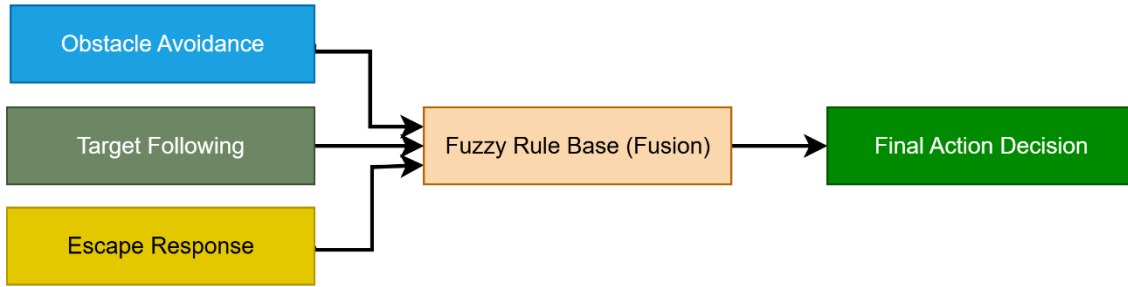 Obstacle Avoidance
Target Following
Fuzzy Rule Base (Fusion)
Final Action Decision
Escape Response